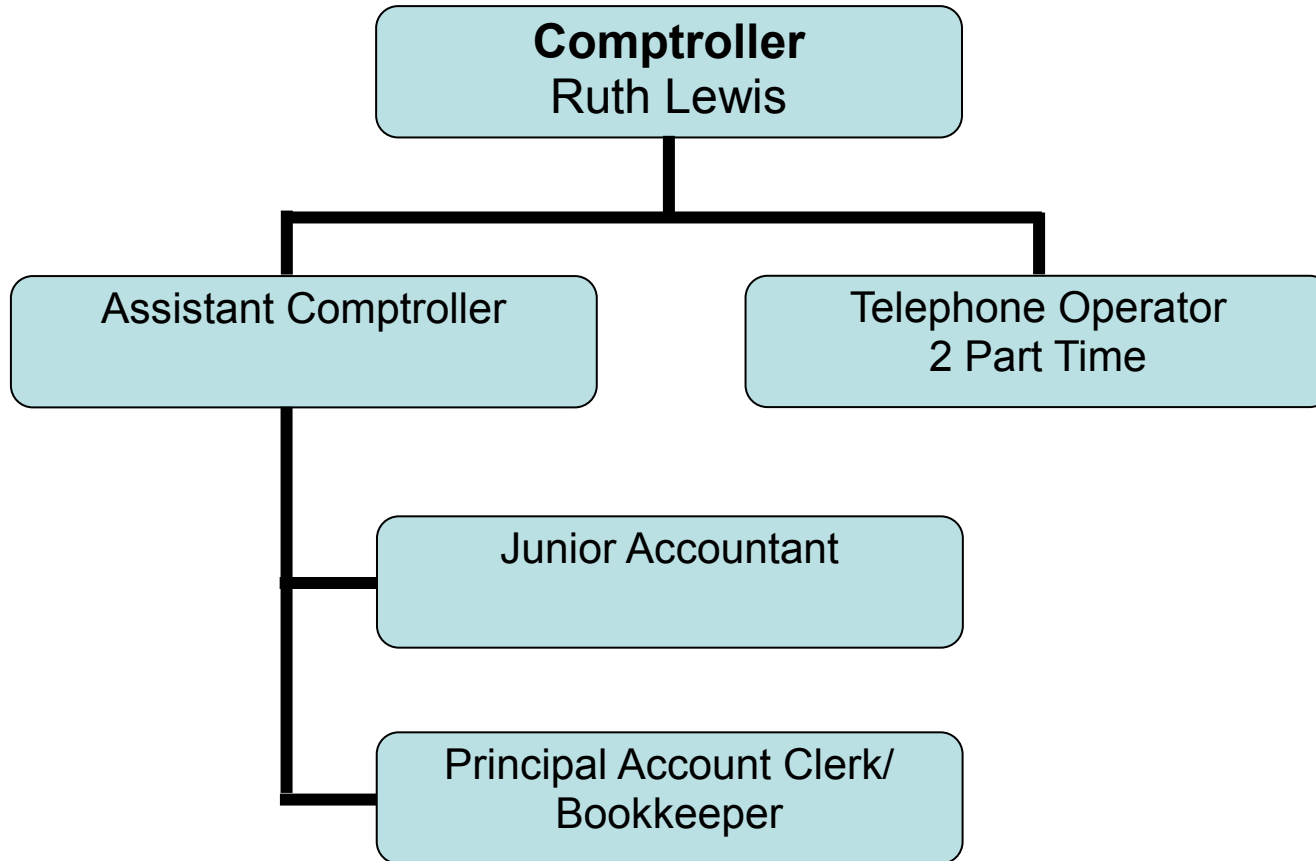 Comptroller
Ruth Lewis
Assistant Comptroller
Telephone Operator
2 Part Time
Junior Accountant
Principal Account Clerk/
Bookkeeper